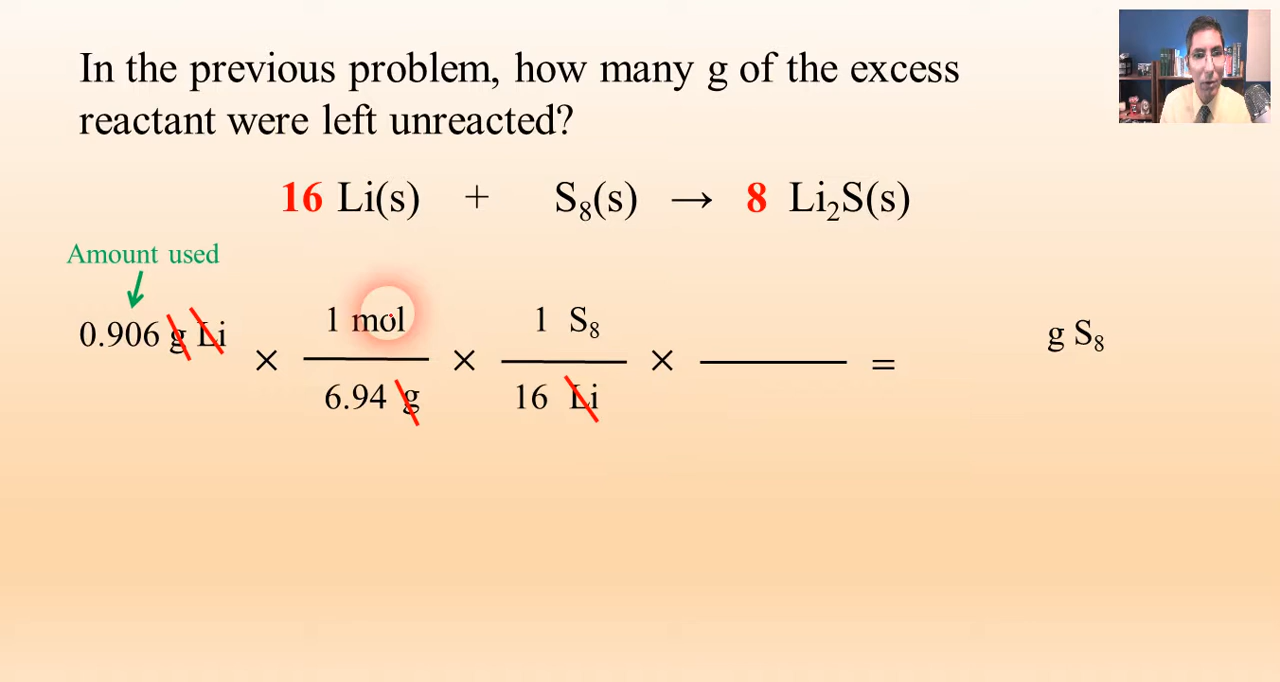 In the previous problem, how many g of the excess
reactant were left unreacted?
16 Li(s) + S₈(s) → 8 Li₂S(s)
Amount used
0.906 g Li × 1 mol / 6.94 g × 1 S₈ / 16 Li × ——— = g S₈